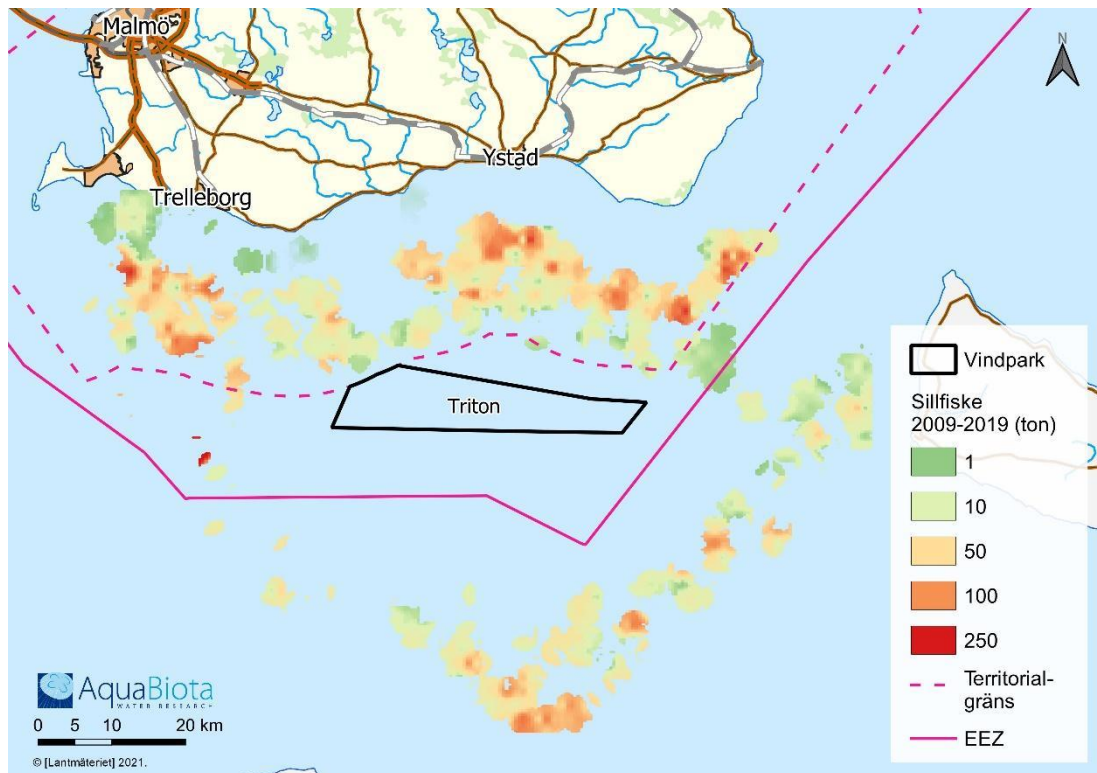 Malmö
N
Ystad
Trelleborg
Triton
Vindpark
Sillfiske
2009-2019 (ton)
1
10
50
100
250
Territorial-
gräns
EEZ
AquaBiota
WATER RESEARCH
0 5 10 20 km
© [Lantmäteriet] 2021.